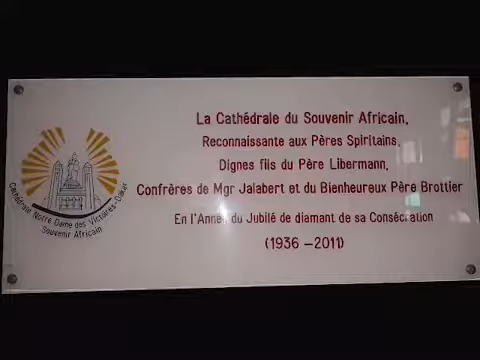 La Cathédrale du Souvenir Africain,
Reconnaissante aux Pères Spiritains,
Dignes fils du Père Libermann,
Confrères de Mgr Jalabert et du Bienheureux Père Brottier
En l'Année du Jubilé de diamant de sa Consécration
(1936 - 2011)
Cathédrale Notre Dame des Victoires-Dakar
Souvenir Africain